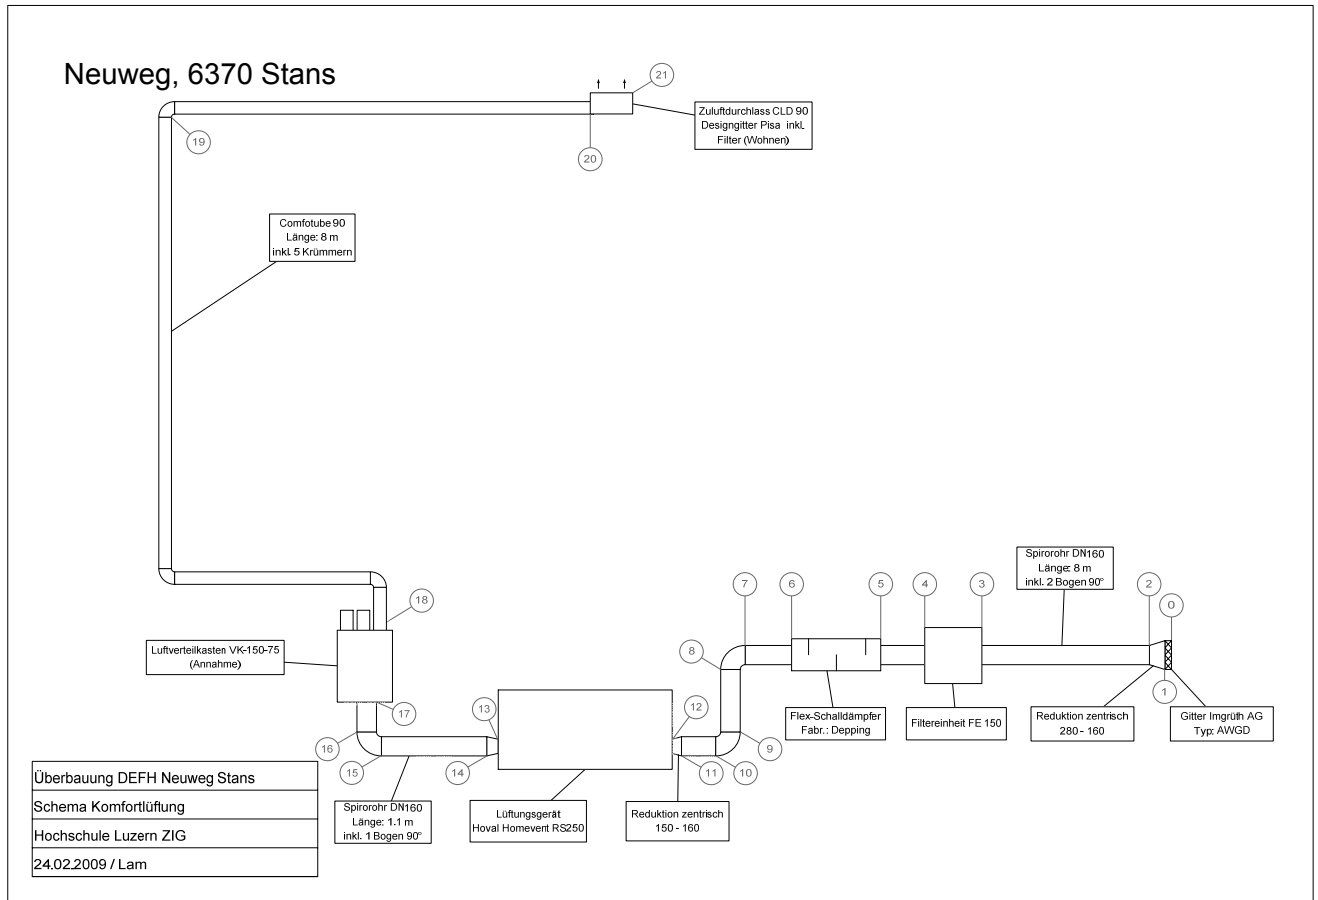 Neuweg, 6370 Stans
21
Zuluftdurchlass CLD 90
Designgitter Pisa inkl.
Filter (Wohnen)
19
20
Comfotube 90
Länge: 8 m
inkl. 5 Krümmern
Spirorohr DN160
Länge: 8 m
inkl. 2 Bogen 90°
7
6
5
4
3
2
0
18
Luftverteilkasten VK-150-75
(Annahme)
8
1
17
13
12
Flex-Schalldämpfer
Fabr.: Depping
Filtereinheit FE 150
Reduktion zentrisch
280 - 160
Gitter Imgrüth AG
Typ: AWGD
16
9
15
14
11
10
Spirorohr DN160
Länge: 1.1 m
inkl. 1 Bogen 90°
Lüftungsgerät
Hoval Homevent RS250
Reduktion zentrisch
150 - 160
Überbauung DEFH Neuweg Stans
Schema Komfortlüftung
Hochschule Luzern ZIG
24.02.2009 / Lam